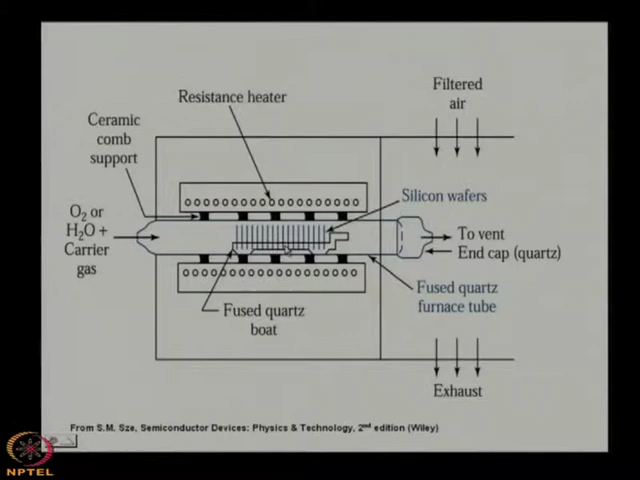 Filtered
air
Resistance heater
Ceramic
comb
support
Silicon wafers
O2 or
H2O +
Carrier
gas
To vent
End cap (quartz)
Fused quartz
furnace tube
Fused quartz
boat
Exhaust
From S.M. Sze, Semiconductor Devices: Physics & Technology, 2nd edition (Wiley)
NPTEL